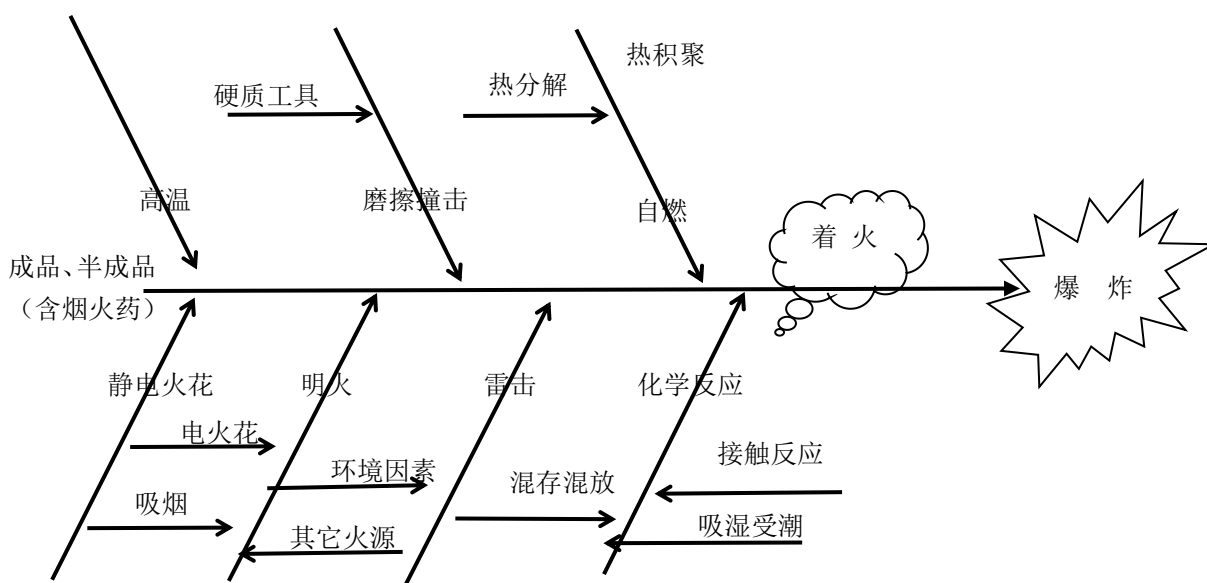 热积聚
热分解
硬质工具
高温
磨擦撞击
自燃
着 火
成品、半成品
（含烟火药）
爆 炸
静电火花
明火
雷击
化学反应
电火花
接触反应
环境因素
混存混放
吸烟
吸湿受潮
其它火源